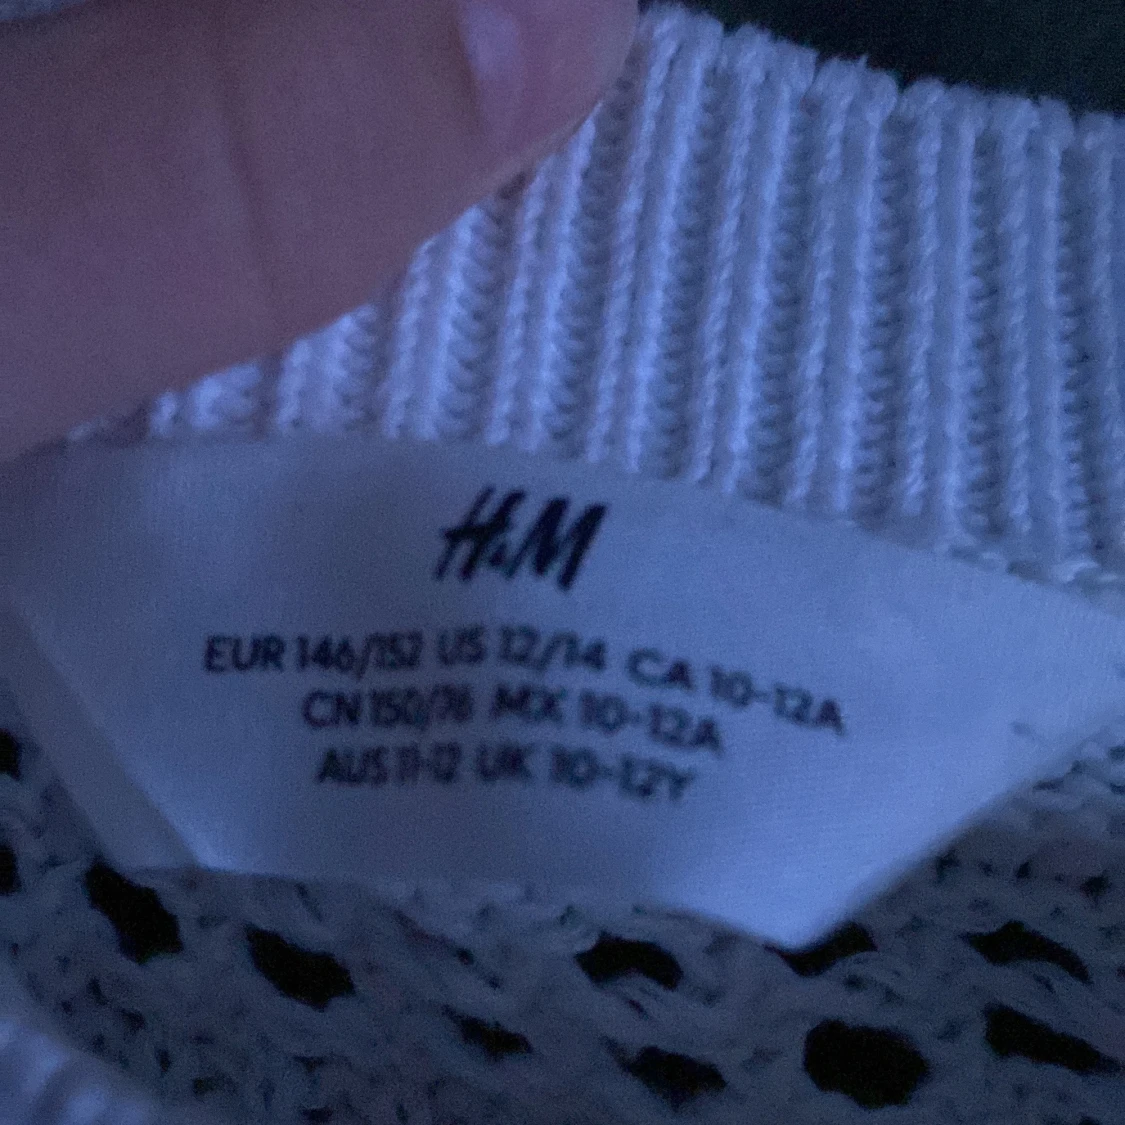 H&M
EUR 146/152 US 12/14 CA 10-12A
CN 150/76 MX 10-12A
AUS 11-12 UK 10-12Y